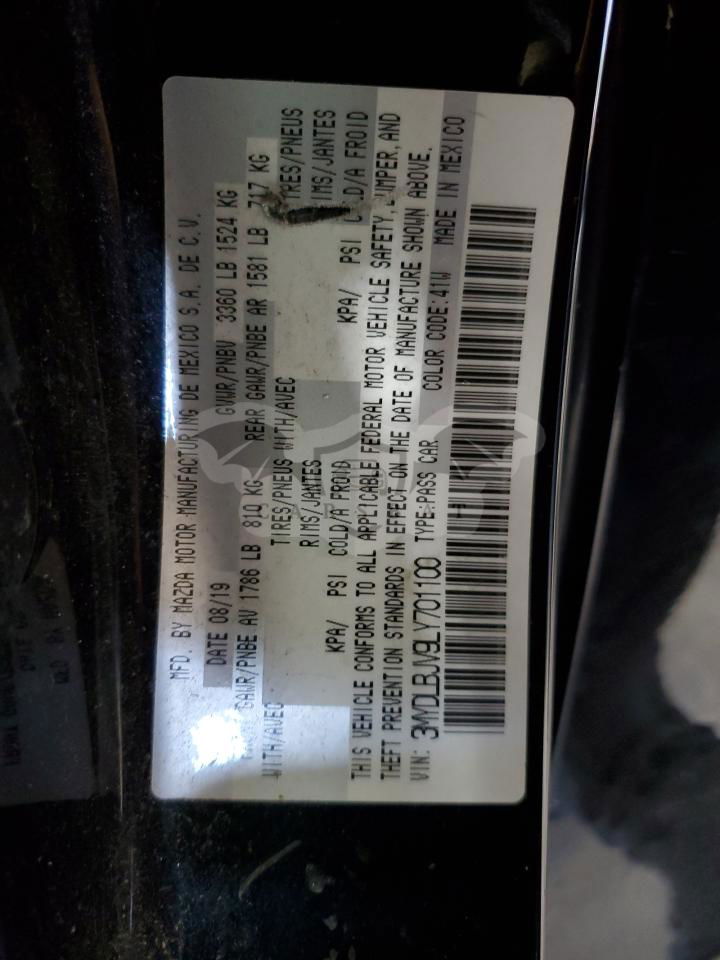 MFD. BY MAZDA MOTOR MANUFACTURING DE MEXICO S.A. DE C.V.
DATE 08/19 GVWR/PNBV 3360 LB 1524 KG
GAWR/PNBE AV 1786 LB 810 KG REAR GAWR/PNBE AR 1581 LB 717 KG
WITH/AVEC TIRES/PNEUS WITH/AVEC
RIMS/JANTES
KPA/ PSI COLD/A FROID KPA/ PSI COLD/A FROID
THIS VEHICLE CONFORMS TO ALL APPLICABLE FEDERAL MOTOR VEHICLE SAFETY, BUMPER, AND
THEFT PREVENTION STANDARDS IN EFFECT ON THE DATE OF MANUFACTURE SHOWN ABOVE.
VIN: 3MYDLBJV9LY701100 TYPE:PASS CAR COLOR CODE:41W MADE IN MEXICO